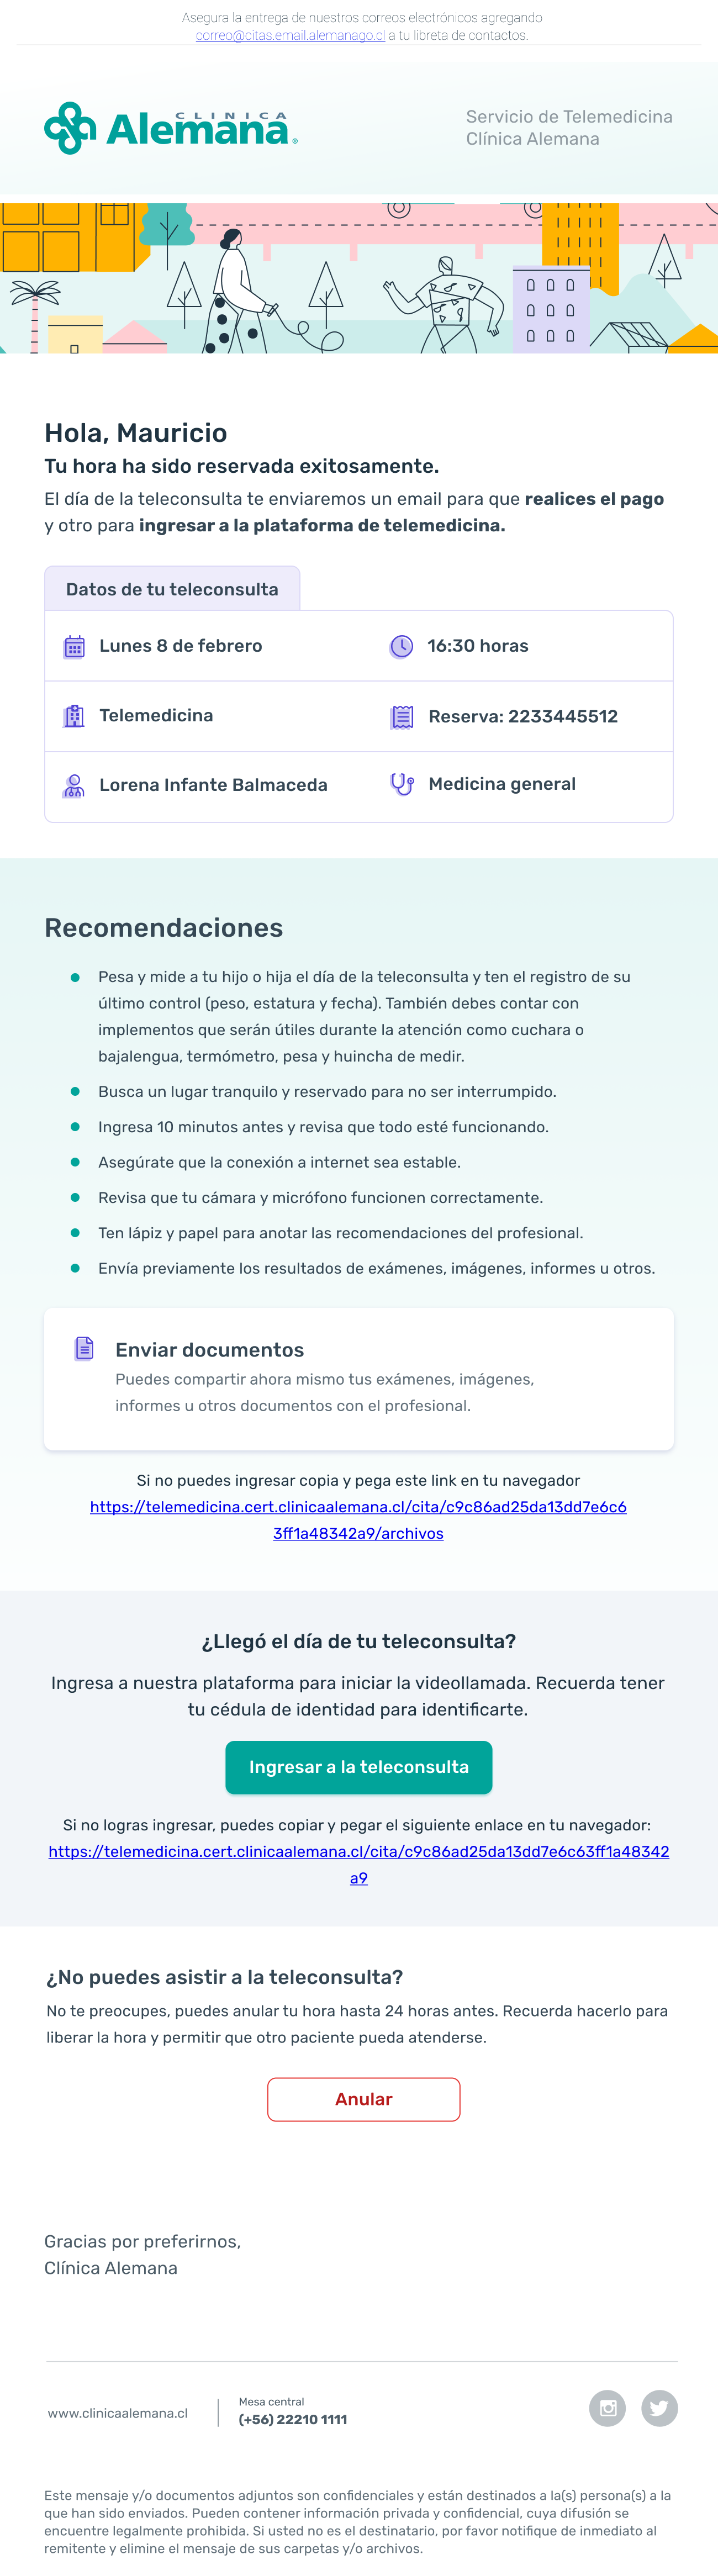 Asegura la entrega de nuestros correos electrónicos agregando
correo@citas.email.alemanago.cl a tu libreta de contactos.
CLINICA
Alemana®
Servicio de Telemedicina
Clínica Alemana
Hola, Mauricio
Tu hora ha sido reservada exitosamente.
El día de la teleconsulta te enviaremos un email para que realices el pago
y otro para ingresar a la plataforma de telemedicina.
Datos de tu teleconsulta
Lunes 8 de febrero
16:30 horas
Telemedicina
Reserva: 2233445512
Lorena Infante Balmaceda
Medicina general
Recomendaciones
Pesa y mide a tu hijo o hija el día de la teleconsulta y ten el registro de su
último control (peso, estatura y fecha). También debes contar con
implementos que serán útiles durante la atención como cuchara o
bajalengua, termómetro, pesa y huincha de medir.
Busca un lugar tranquilo y reservado para no ser interrumpido.
Ingresa 10 minutos antes y revisa que todo esté funcionando.
Asegúrate que la conexión a internet sea estable.
Revisa que tu cámara y micrófono funcionen correctamente.
Ten lápiz y papel para anotar las recomendaciones del profesional.
Envía previamente los resultados de exámenes, imágenes, informes u otros.
Enviar documentos
Puedes compartir ahora mismo tus exámenes, imágenes,
informes u otros documentos con el profesional.
Si no puedes ingresar copia y pega este link en tu navegador
https://telemedicina.cert.clinicaalemana.cl/cita/c9c86ad25da13dd7e6c6
3ff1a48342a9/archivos
¿Llegó el día de tu teleconsulta?
Ingresa a nuestra plataforma para iniciar la videollamada. Recuerda tener
tu cédula de identidad para identificarte.
Ingresar a la teleconsulta
Si no logras ingresar, puedes copiar y pegar el siguiente enlace en tu navegador:
https://telemedicina.cert.clinicaalemana.cl/cita/c9c86ad25da13dd7e6c63ff1a48342
a9
¿No puedes asistir a la teleconsulta?
No te preocupes, puedes anular tu hora hasta 24 horas antes. Recuerda hacerlo para
liberar la hora y permitir que otro paciente pueda atenderse.
Anular
Gracias por preferirnos,
Clínica Alemana
www.clinicaalemana.cl
Mesa central
(+56) 22210 1111
Este mensaje y/o documentos adjuntos son confidenciales y están destinados a la(s) persona(s) a la
que han sido enviados. Pueden contener información privada y confidencial, cuya difusión se
encuentre legalmente prohibida. Si usted no es el destinatario, por favor notifique de inmediato al
remitente y elimine el mensaje de sus carpetas y/o archivos.